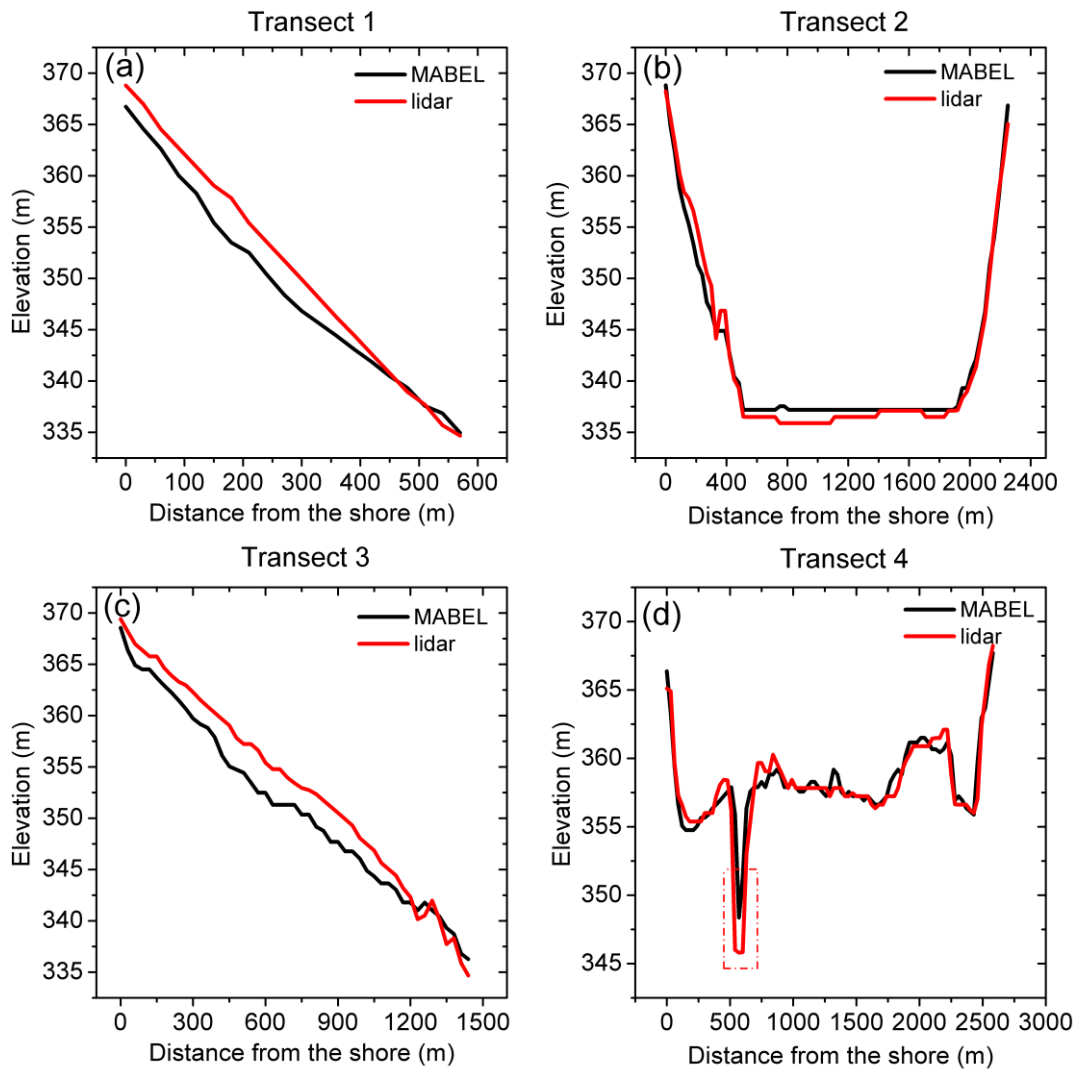 Transect 1
(a)
MABEL
lidar
370
365
360
355
350
345
340
335
Elevation (m)
0 100 200 300 400 500 600
Distance from the shore (m)
Transect 2
(b)
MABEL
lidar
370
365
360
355
350
345
340
335
Elevation (m)
0 400 800 1200 1600 2000 2400
Distance from the shore (m)
Transect 3
(c)
MABEL
lidar
370
365
360
355
350
345
340
335
Elevation (m)
0 300 600 900 1200 1500
Distance from the shore (m)
Transect 4
(d)
MABEL
lidar
370
365
360
355
350
345
Elevation (m)
0 500 1000 1500 2000 2500 3000
Distance from the shore (m)